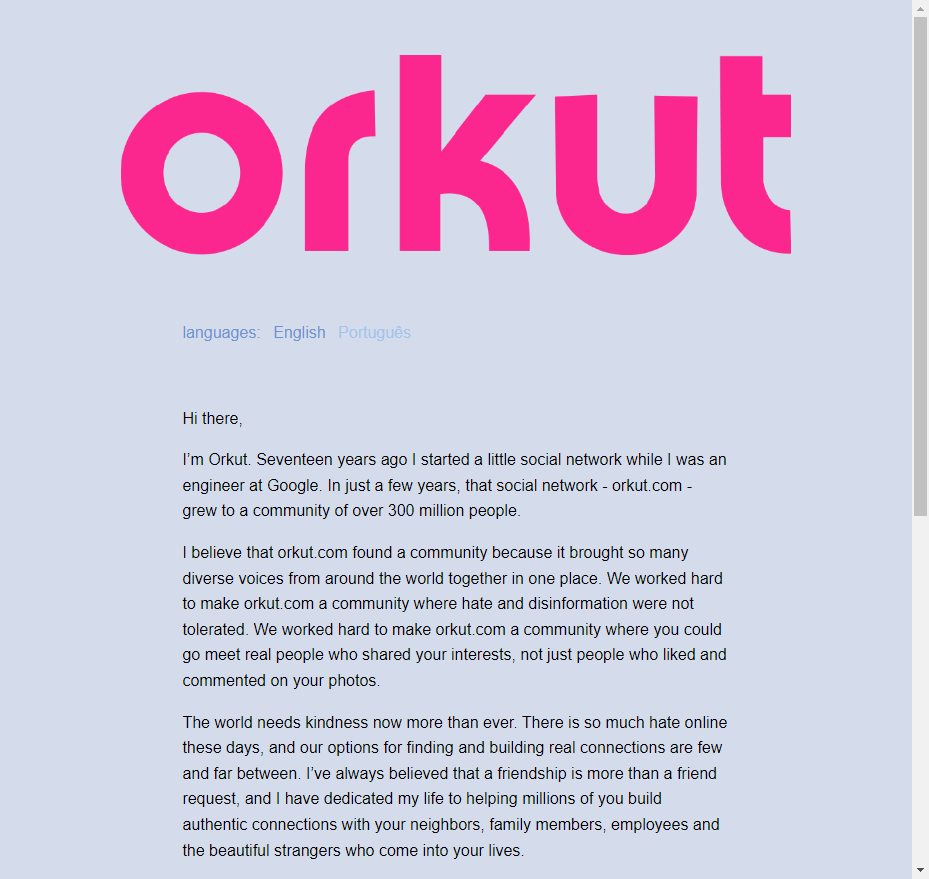 orkut
languages: English Português
Hi there,
I’m Orkut. Seventeen years ago I started a little social network while I was an
engineer at Google. In just a few years, that social network - orkut.com -
grew to a community of over 300 million people.
I believe that orkut.com found a community because it brought so many
diverse voices from around the world together in one place. We worked hard
to make orkut.com a community where hate and disinformation were not
tolerated. We worked hard to make orkut.com a community where you could
go meet real people who shared your interests, not just people who liked and
commented on your photos.
The world needs kindness now more than ever. There is so much hate online
these days, and our options for finding and building real connections are few
and far between. I’ve always believed that a friendship is more than a friend
request, and I have dedicated my life to helping millions of you build
authentic connections with your neighbors, family members, employees and
the beautiful strangers who come into your lives.